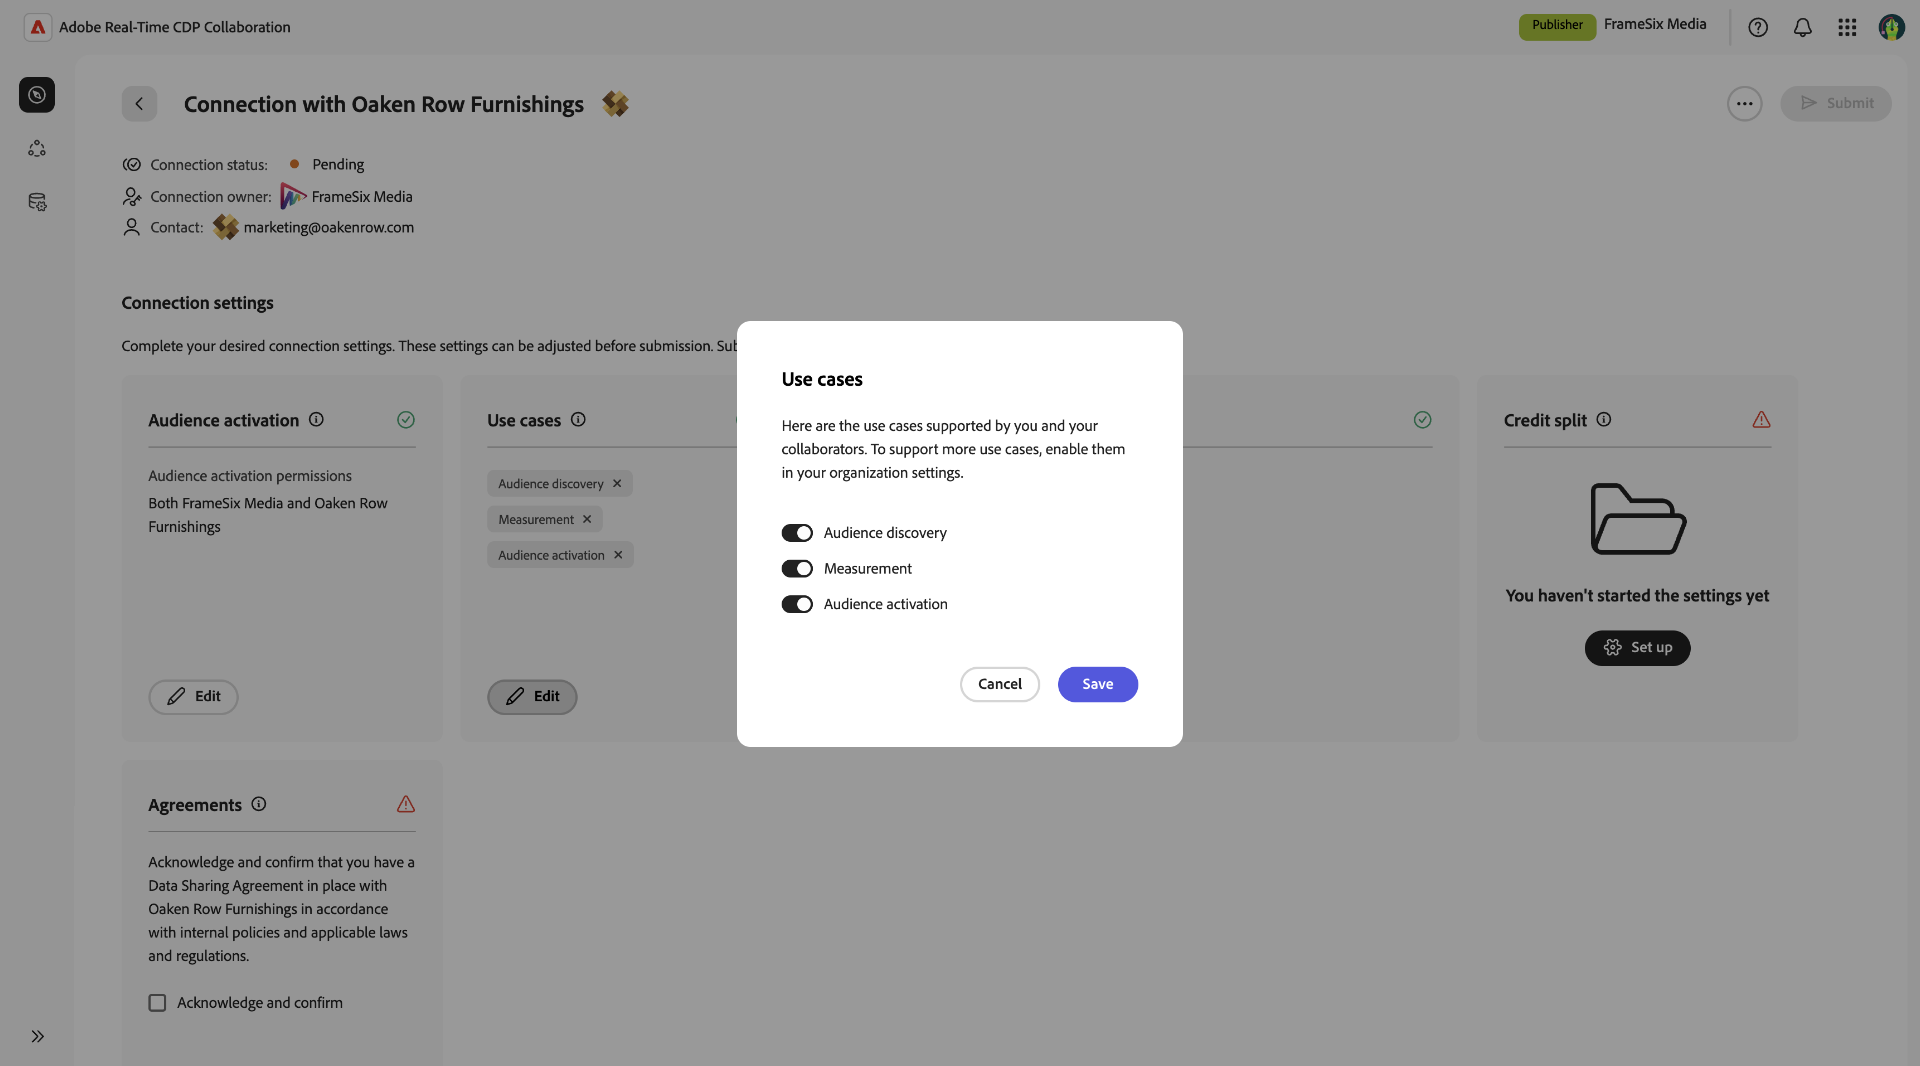 Adobe Real-Time CDP Collaboration
Publisher
FrameSix Media
Connection with Oaken Row Furnishings
Submit
Connection status:
Pending
Connection owner:
FrameSix Media
Contact:
marketing@oakenrow.com
Connection settings
Complete your desired connection settings. These settings can be adjusted before submission.
Audience activation
Audience activation permissions
Both FrameSix Media and Oaken Row
Furnishings
Edit
Use cases
Audience discovery
Measurement
Audience activation
Edit
Use cases
Here are the use cases supported by you and your
collaborators. To support more use cases, enable them
in your organization settings.
Audience discovery
Measurement
Audience activation
Cancel
Save
Credit split
You haven't started the settings yet
Set up
Agreements
Acknowledge and confirm that you have a
Data Sharing Agreement in place with
Oaken Row Furnishings in accordance
with internal policies and applicable laws
and regulations.
Acknowledge and confirm